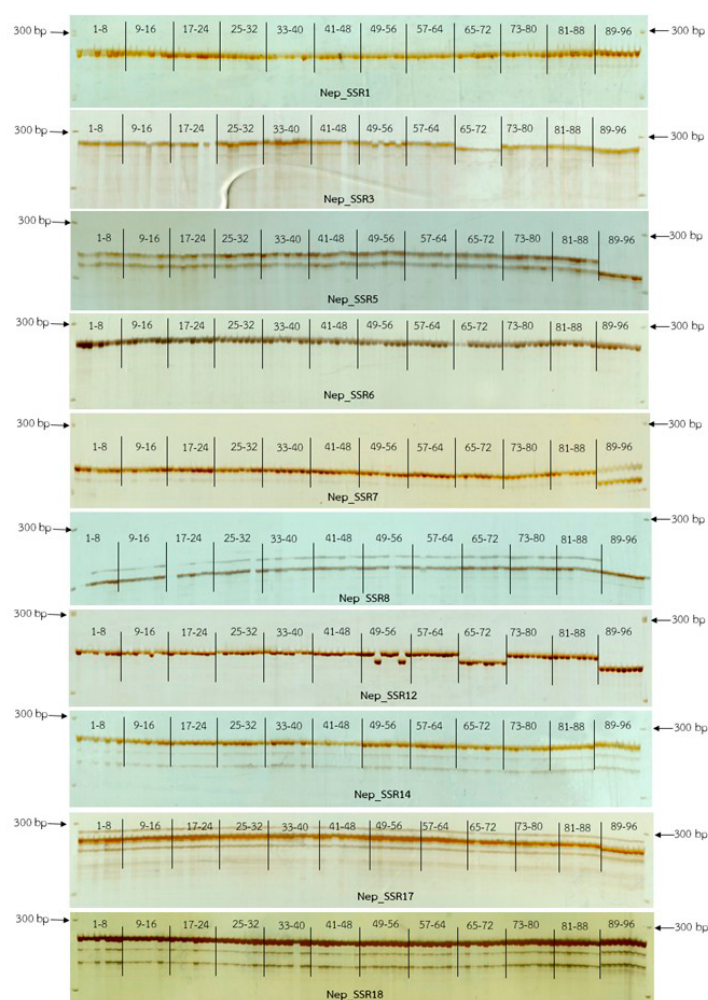 300 bp 1-8 9-16 17-24 25-32 33-40 41-48 49-56 57-64 65-72 73-80 81-88 89-96 300 bp
Nep_SSR1
300 bp 1-8 9-16 17-24 25-32 33-40 41-48 49-56 57-64 65-72 73-80 81-88 89-96 300 bp
Nep_SSR3
300 bp 1-8 9-16 17-24 25-32 33-40 41-48 49-56 57-64 65-72 73-80 81-88 89-96 300 bp
Nep_SSR5
300 bp 1-8 9-16 17-24 25-32 33-40 41-48 49-56 57-64 65-72 73-80 81-88 89-96 300 bp
Nep_SSR6
300 bp 1-8 9-16 17-24 25-32 33-40 41-48 49-56 57-64 65-72 73-80 81-88 89-96 300 bp
Nep_SSR7
300 bp 1-8 9-16 17-24 25-32 33-40 41-48 49-56 57-64 65-72 73-80 81-88 89-96 300 bp
Nep_SSR8
300 bp 1-8 9-16 17-24 25-32 33-40 41-48 49-56 57-64 65-72 73-80 81-88 89-96 300 bp
Nep_SSR12
300 bp 1-8 9-16 17-24 25-32 33-40 41-48 49-56 57-64 65-72 73-80 81-88 89-96 300 bp
Nep_SSR14
300 bp 1-8 9-16 17-24 25-32 33-40 41-48 49-56 57-64 65-72 73-80 81-88 89-96 300 bp
Nep_SSR17
300 bp 1-8 9-16 17-24 25-32 33-40 41-48 49-56 57-64 65-72 73-80 81-88 89-96 300 bp
Nep_SSR18